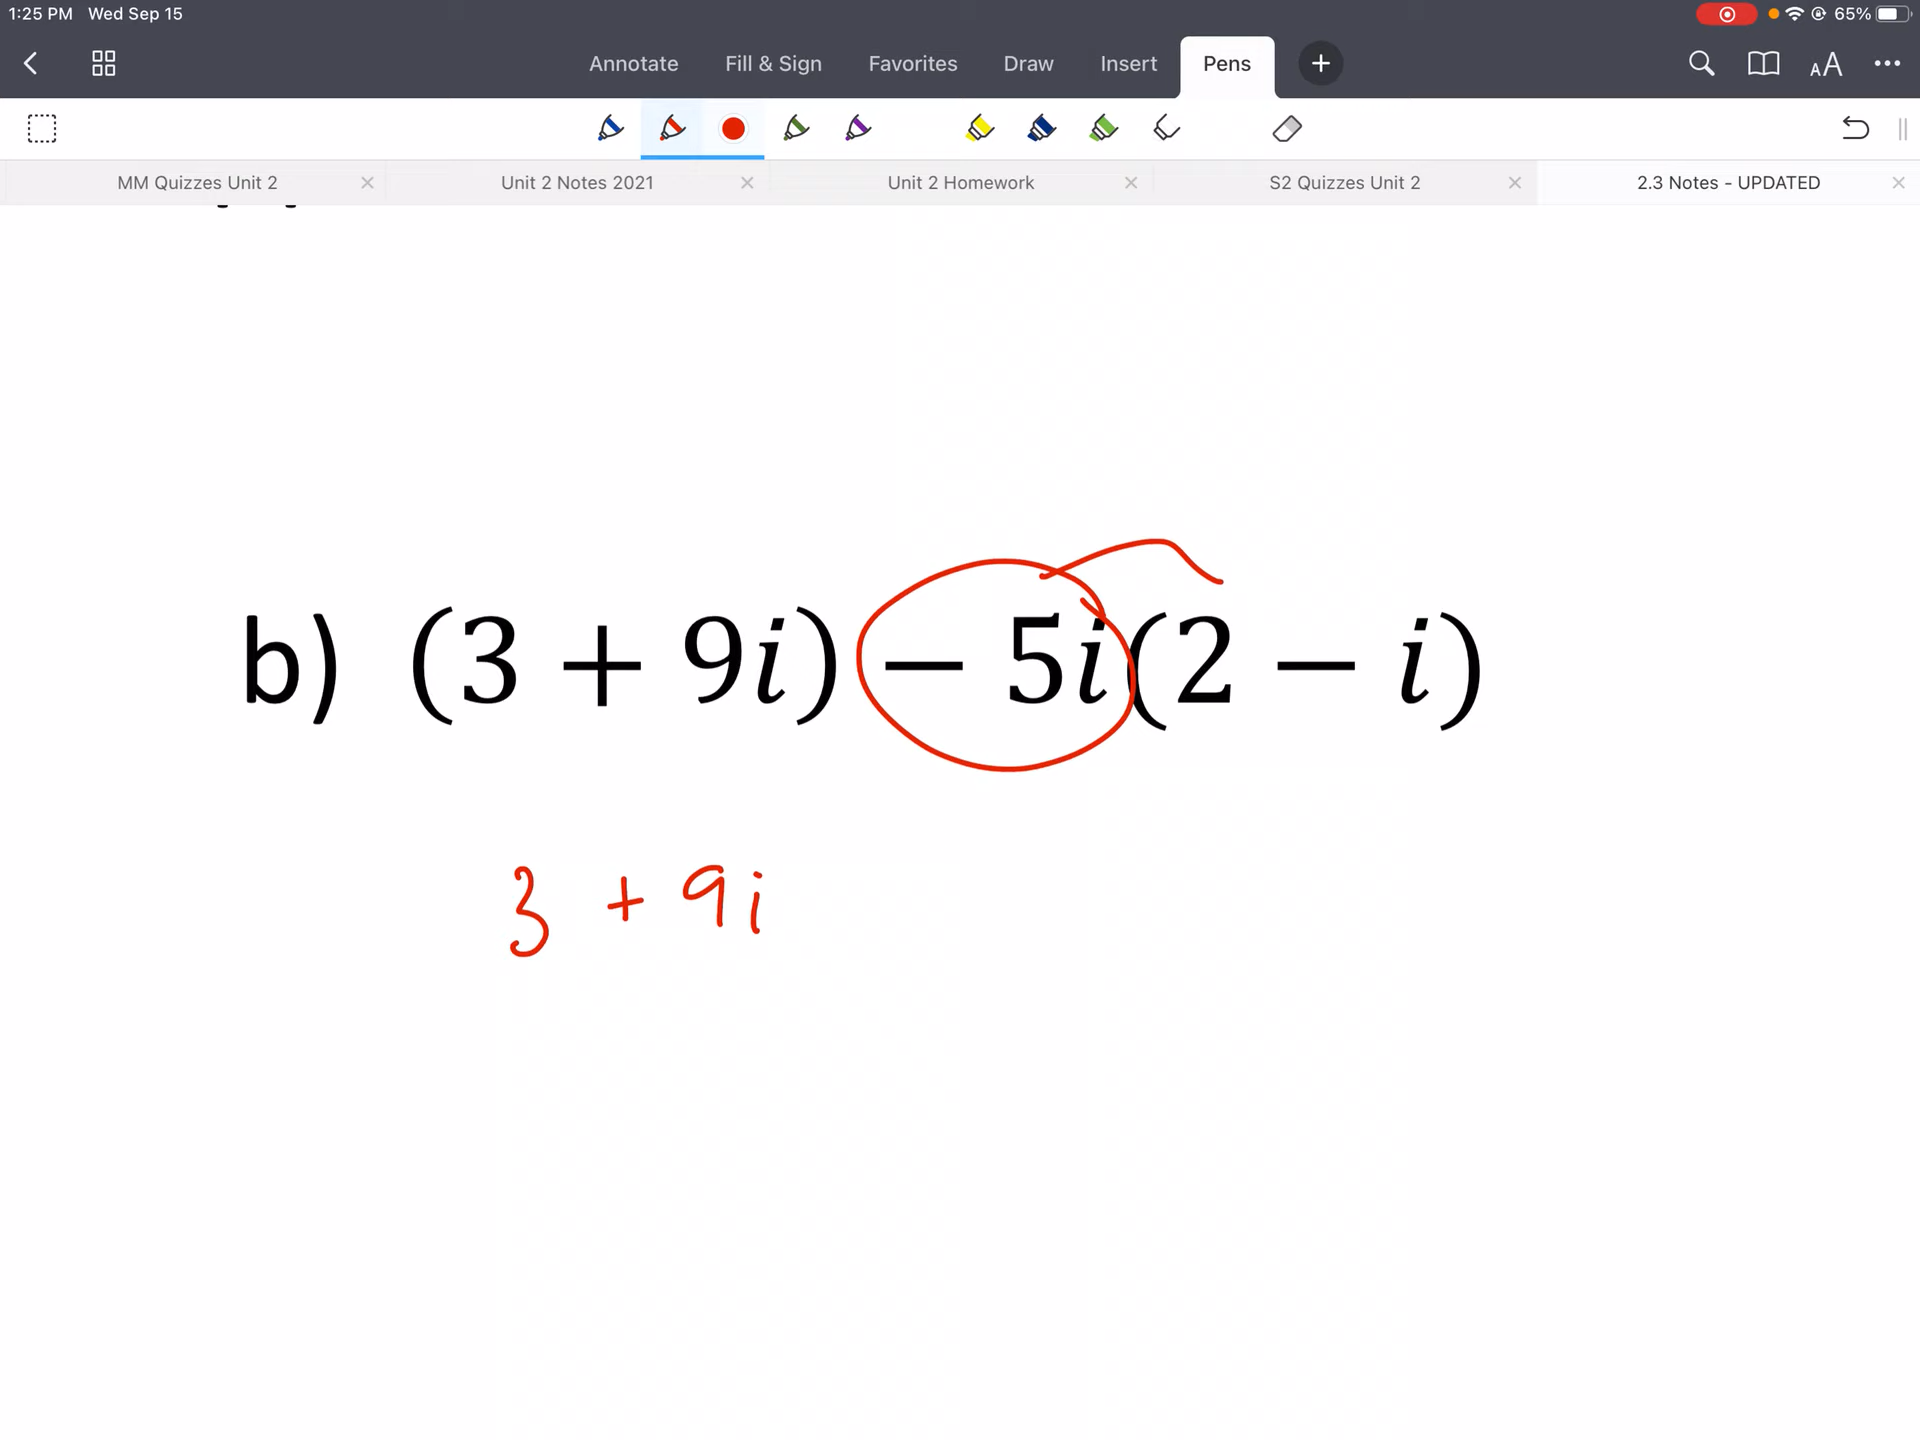 1:25 PM Wed Sep 15 65%
Annotate Fill & Sign Favorites Draw Insert Pens
MM Quizzes Unit 2 Unit 2 Notes 2021 Unit 2 Homework S2 Quizzes Unit 2 2.3 Notes - UPDATED
b) (3 + 9i) − 5i(2 − i)
3 + 9i